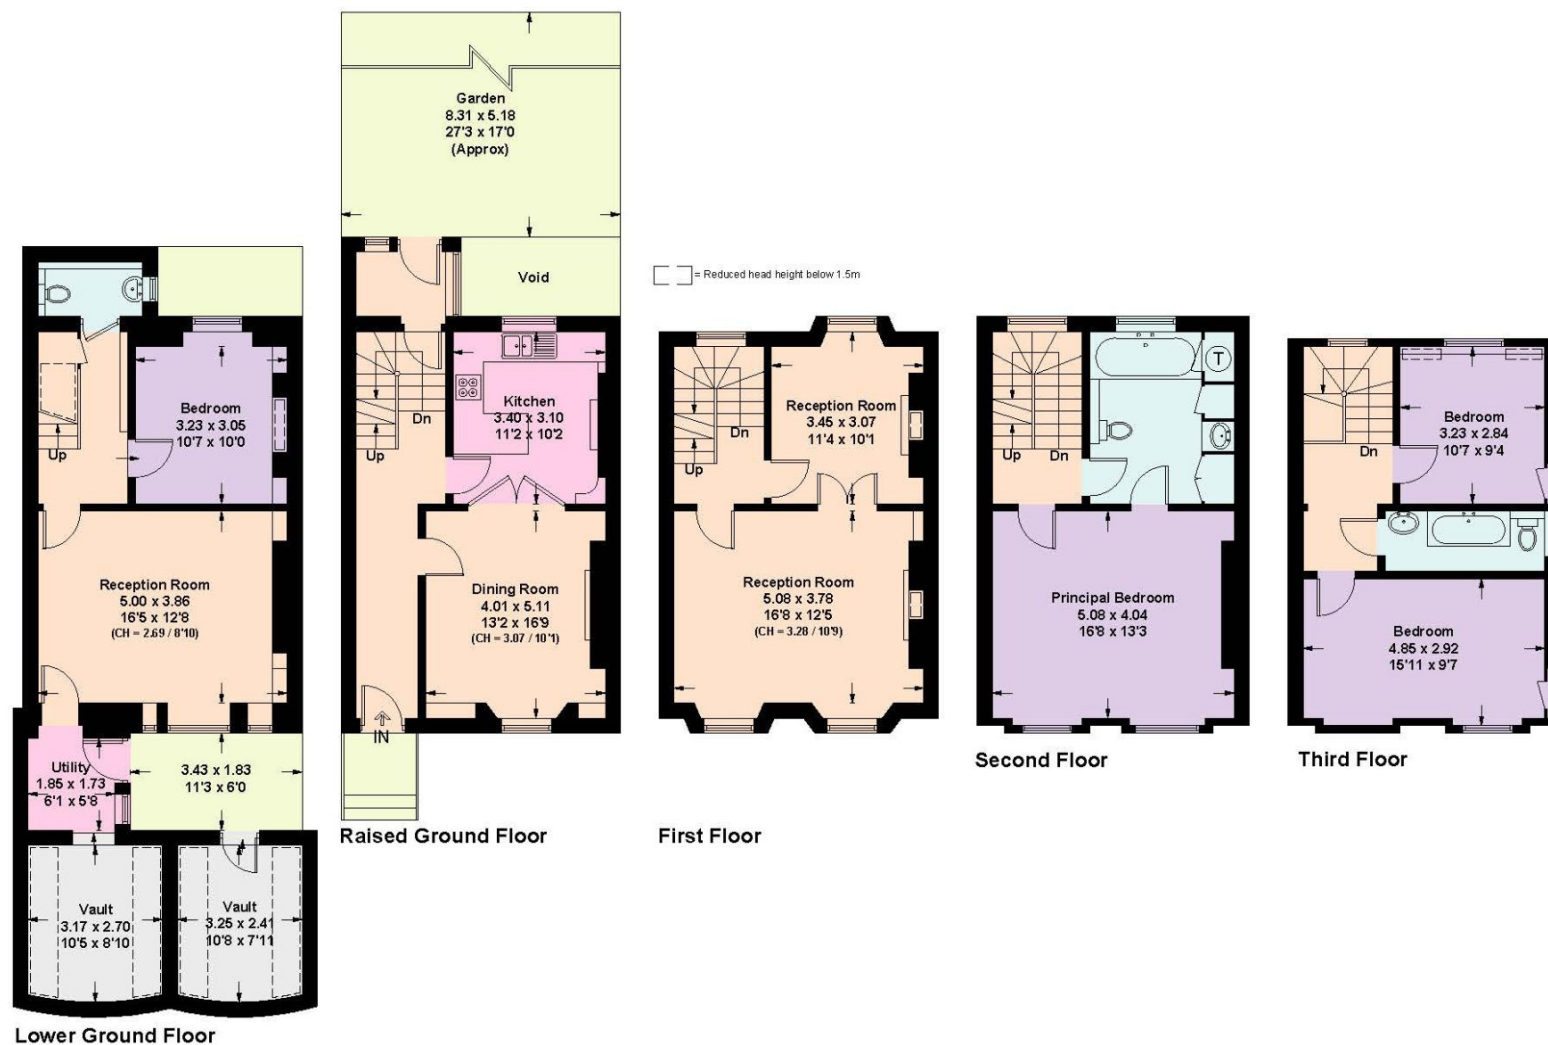 Garden
8.31 x 5.18
27'3 x 17'0
(Approx)
Void
= Reduced head height below 1.5m
Bedroom
3.23 x 3.05
10'7 x 10'0
Up
Reception Room
5.00 x 3.86
16'5 x 12'8
(CH = 2.69 / 8'10)
Utility
1.85 x 1.73
6'1 x 5'8
3.43 x 1.83
11'3 x 6'0
Vault
3.17 x 2.70
10'5 x 8'10
Vault
3.25 x 2.41
10'8 x 7'11
Lower Ground Floor
Kitchen
3.40 x 3.10
11'2 x 10'2
Dn
Up
Dining Room
4.01 x 5.11
13'2 x 16'9
(CH = 3.07 / 10'1)
IN
Raised Ground Floor
Reception Room
3.45 x 3.07
11'4 x 10'1
Dn
Up
Reception Room
5.08 x 3.78
16'8 x 12'5
(CH = 3.28 / 10'9)
First Floor
T
Up
Dn
Principal Bedroom
5.08 x 4.04
16'8 x 13'3
Second Floor
Bedroom
3.23 x 2.84
10'7 x 9'4
Dn
Bedroom
4.85 x 2.92
15'11 x 9'7
Third Floor